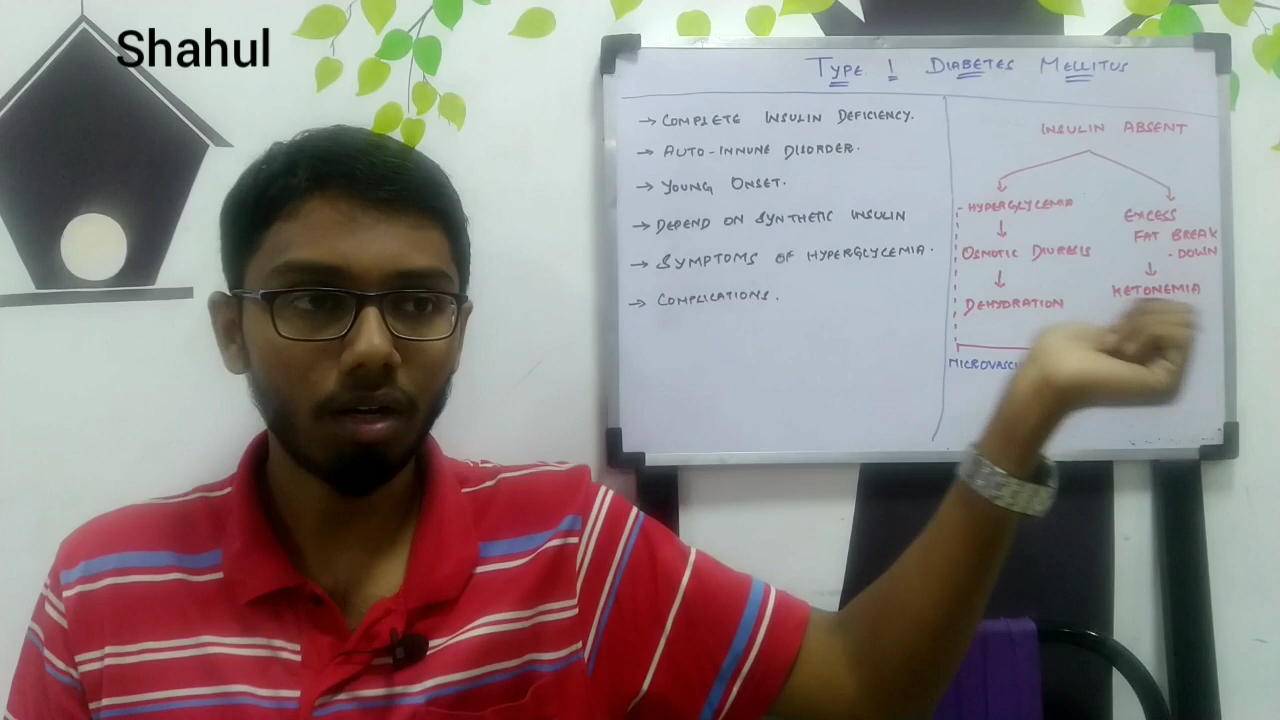 Shahul
TYPE 1 DIABETES MELLITUS
→ COMPLETE INSULIN DEFICIENCY.
→ AUTO-IMMUNE DISORDER.
→ YOUNG ONSET.
→ DEPEND ON SYNTHETIC INSULIN
→ SYMPTOMS OF HYPERGLYCEMIA.
→ COMPLICATIONS.
INSULIN ABSENT
HYPERGLYCEMIA
↓
OSMOTIC DIURESIS
↓
DEHYDRATION
EXCESS
FAT BREAK
-DOWN
↓
KETONEMIA